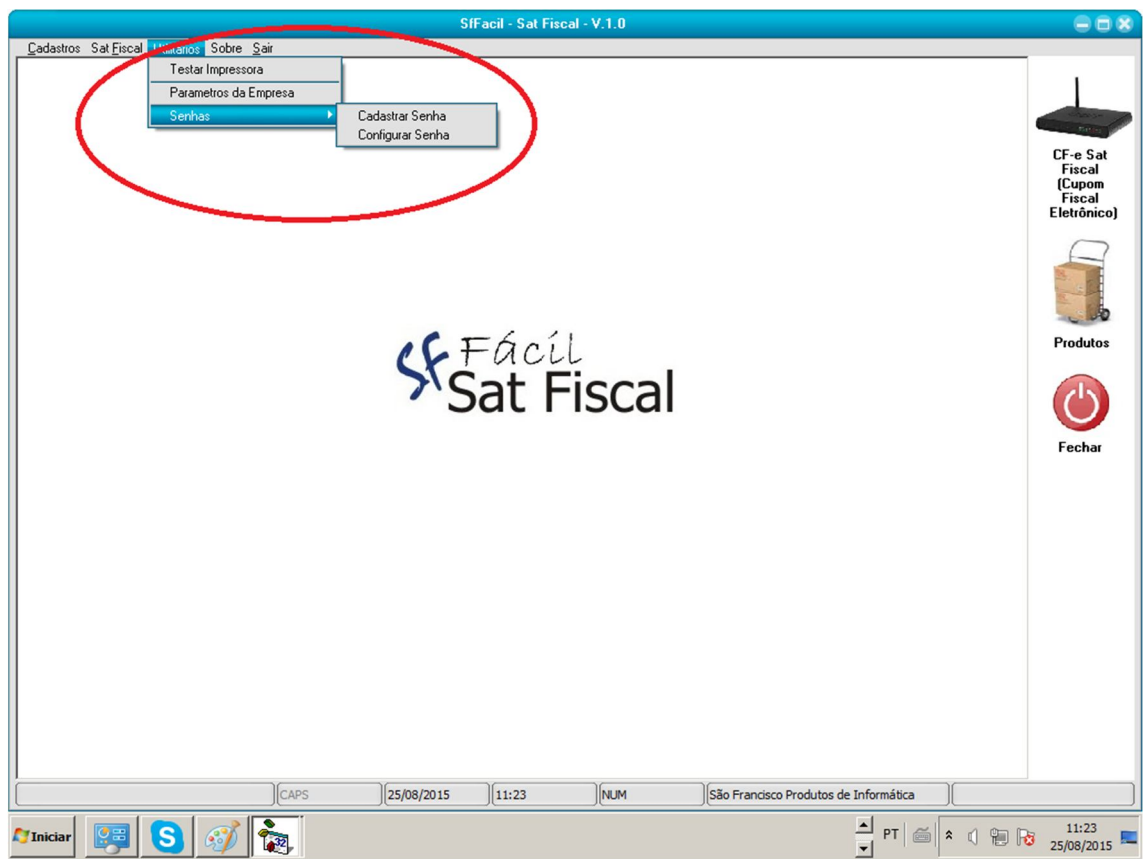 SfFacil - Sat Fiscal - V.1.0
Cadastros Sat Fiscal Utilitários Sobre Sair
Testar Impressora
Parametros da Empresa
Senhas
Cadastrar Senha
Configurar Senha
CF-e Sat
Fiscal
(Cupom
Fiscal
Eletrônico)
Produtos
Fechar
Sf Fácil
Sat Fiscal
CAPS 25/08/2015 11:23 NUM São Francisco Produtos de Informática
Iniciar 32 PT 11:23
25/08/2015